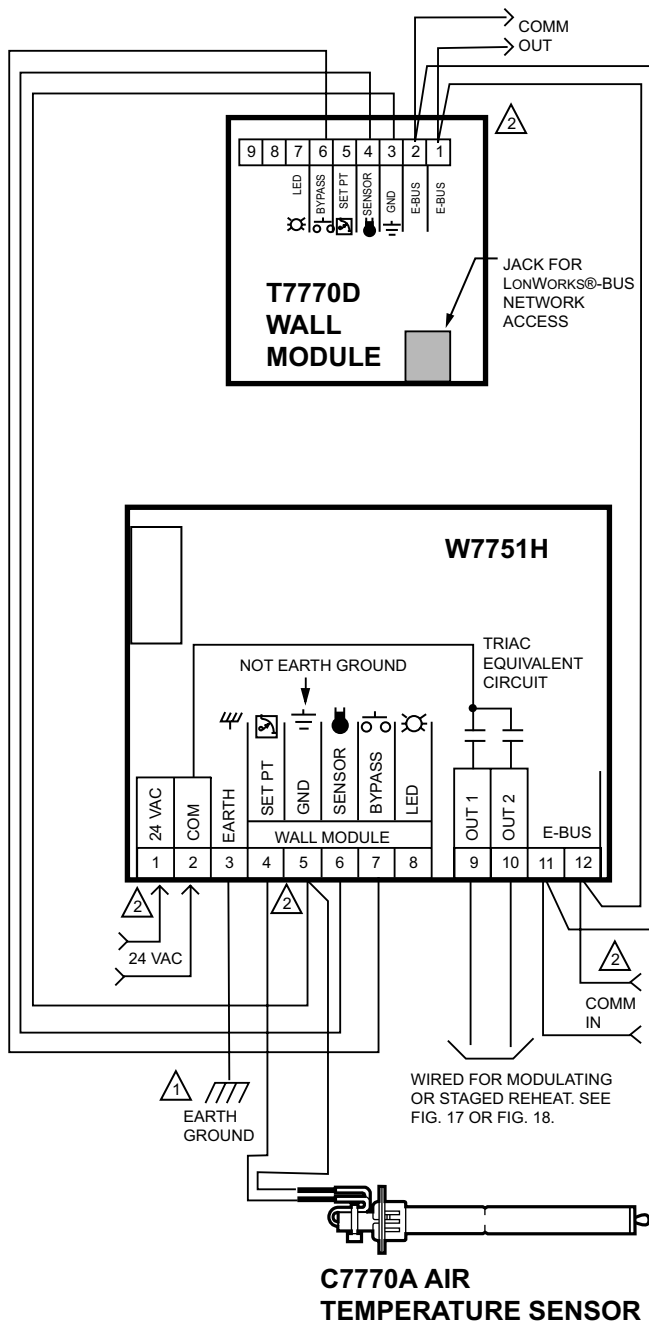 COMM
OUT
2
9 8 7 6 5 4 3 2 1
LED
BYPASS
SET PT
SENSOR
GND
E-BUS
E-BUS
JACK FOR
LONWORKS®-BUS
NETWORK
ACCESS
T7770D
WALL
MODULE
W7751H
TRIAC
EQUIVALENT
CIRCUIT
NOT EARTH GROUND
24 VAC
COM
EARTH
SET PT
GND
SENSOR
BYPASS
LED
OUT 1
OUT 2
E-BUS
WALL MODULE
1 2 3 4 5 6 7 8 9 10 11 12
2
2
24 VAC
2
COMM
IN
1
EARTH
GROUND
WIRED FOR MODULATING
OR STAGED REHEAT. SEE
FIG. 17 OR FIG. 18.
C7770A AIR
TEMPERATURE SENSOR